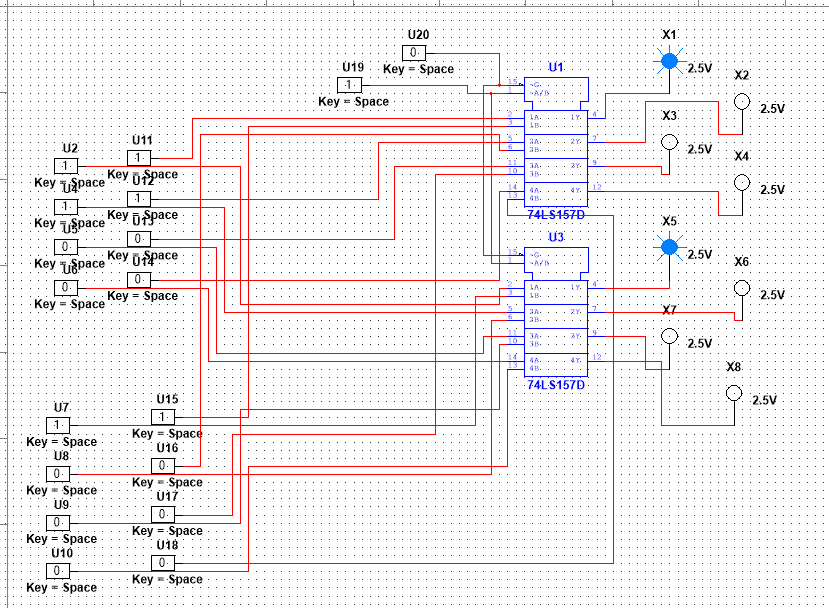 U20
0
Key = Space
U19
1
Key = Space
U1
15
1
~G
~A/B
2
3
1A
1B
1Y
4
5
6
2A
2B
2Y
7
11
10
3A
3B
3Y
9
14
13
4A
4B
4Y
12
74LS157D
X1
2.5V
X2
2.5V
X3
2.5V
X4
2.5V
U2
1
Key = Space
U11
1
Key = Space
U4
1
Key = Space
U12
1
Key = Space
U5
0
Key = Space
U13
0
Key = Space
U6
0
Key = Space
U14
0
Key = Space
U3
15
1
~G
~A/B
2
3
1A
1B
1Y
4
5
6
2A
2B
2Y
7
11
10
3A
3B
3Y
9
14
13
4A
4B
4Y
12
74LS157D
X5
2.5V
X6
2.5V
X7
2.5V
X8
2.5V
U7
1
Key = Space
U15
1
Key = Space
U8
0
Key = Space
U16
0
Key = Space
U9
0
Key = Space
U17
0
Key = Space
U10
0
Key = Space
U18
0
Key = Space